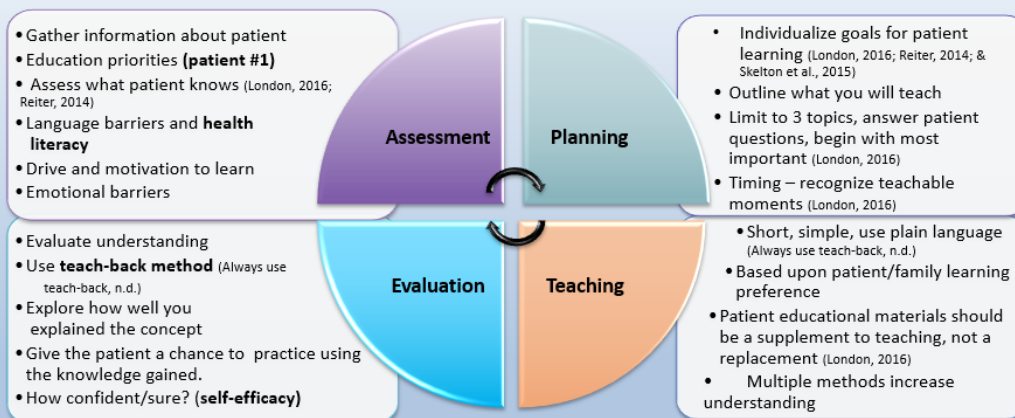 • Gather information about patient
• Education priorities (patient #1)
• Assess what patient knows (London, 2016;
Reiter, 2014)
• Language barriers and health
literacy
• Drive and motivation to learn
• Emotional barriers
Assessment
Planning
• Individualize goals for patient
learning (London, 2016; Reiter, 2014; &
Skelton et al., 2015)
• Outline what you will teach
• Limit to 3 topics, answer patient
questions, begin with most
important (London, 2016)
• Timing – recognize teachable
moments (London, 2016)
• Evaluate understanding
• Use teach-back method (Always use
teach-back, n.d.)
• Explore how well you
explained the concept
• Give the patient a chance to practice using
the knowledge gained.
• How confident/sure? (self-efficacy)
Evaluation
Teaching
• Short, simple, use plain language
(Always use teach-back, n.d.)
• Based upon patient/family learning
preference
• Patient educational materials should
be a supplement to teaching, not a
replacement (London, 2016)
• Multiple methods increase
understanding